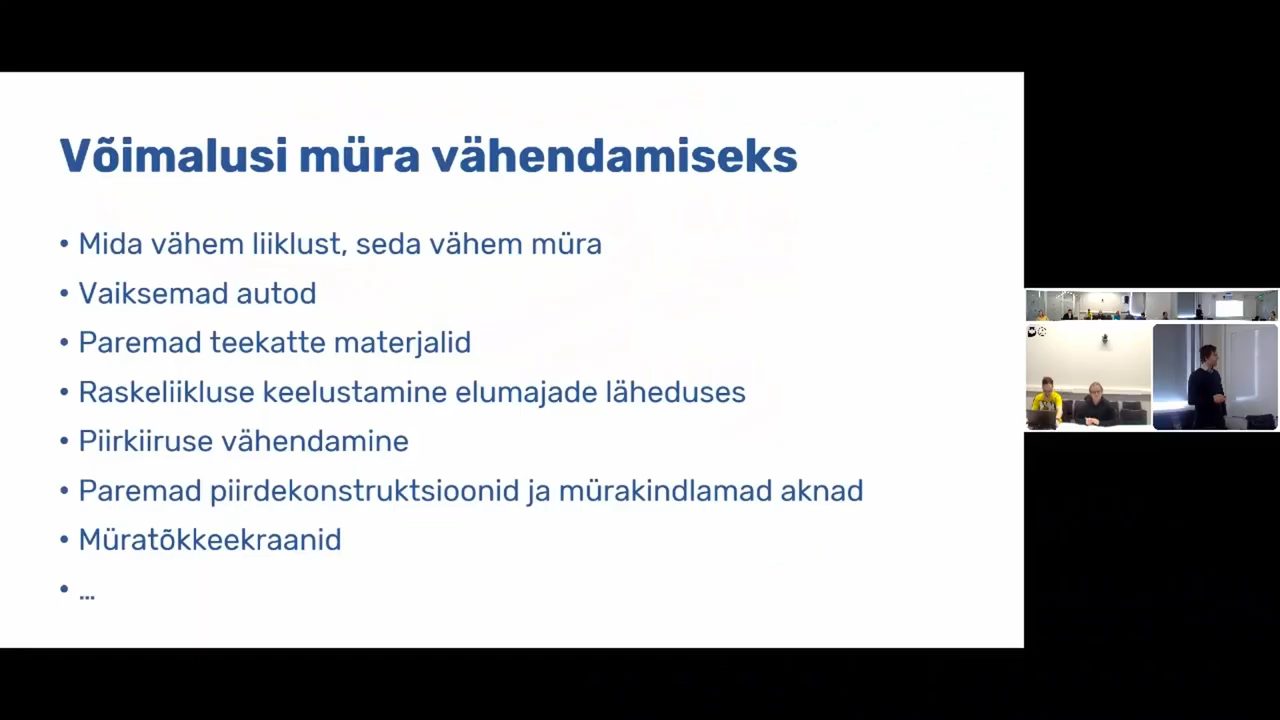 Võimalusi müra vähendamiseks
• Mida vähem liiklust, seda vähem müra
• Vaiksemad autod
• Paremad teekatte materjalid
• Raskeliikluse keelustamine elumajade läheduses
• Piirkiiruse vähendamine
• Paremad piirdekonstruktsioonid ja mürakindlamad aknad
• Müratõkkeekraanid
• …